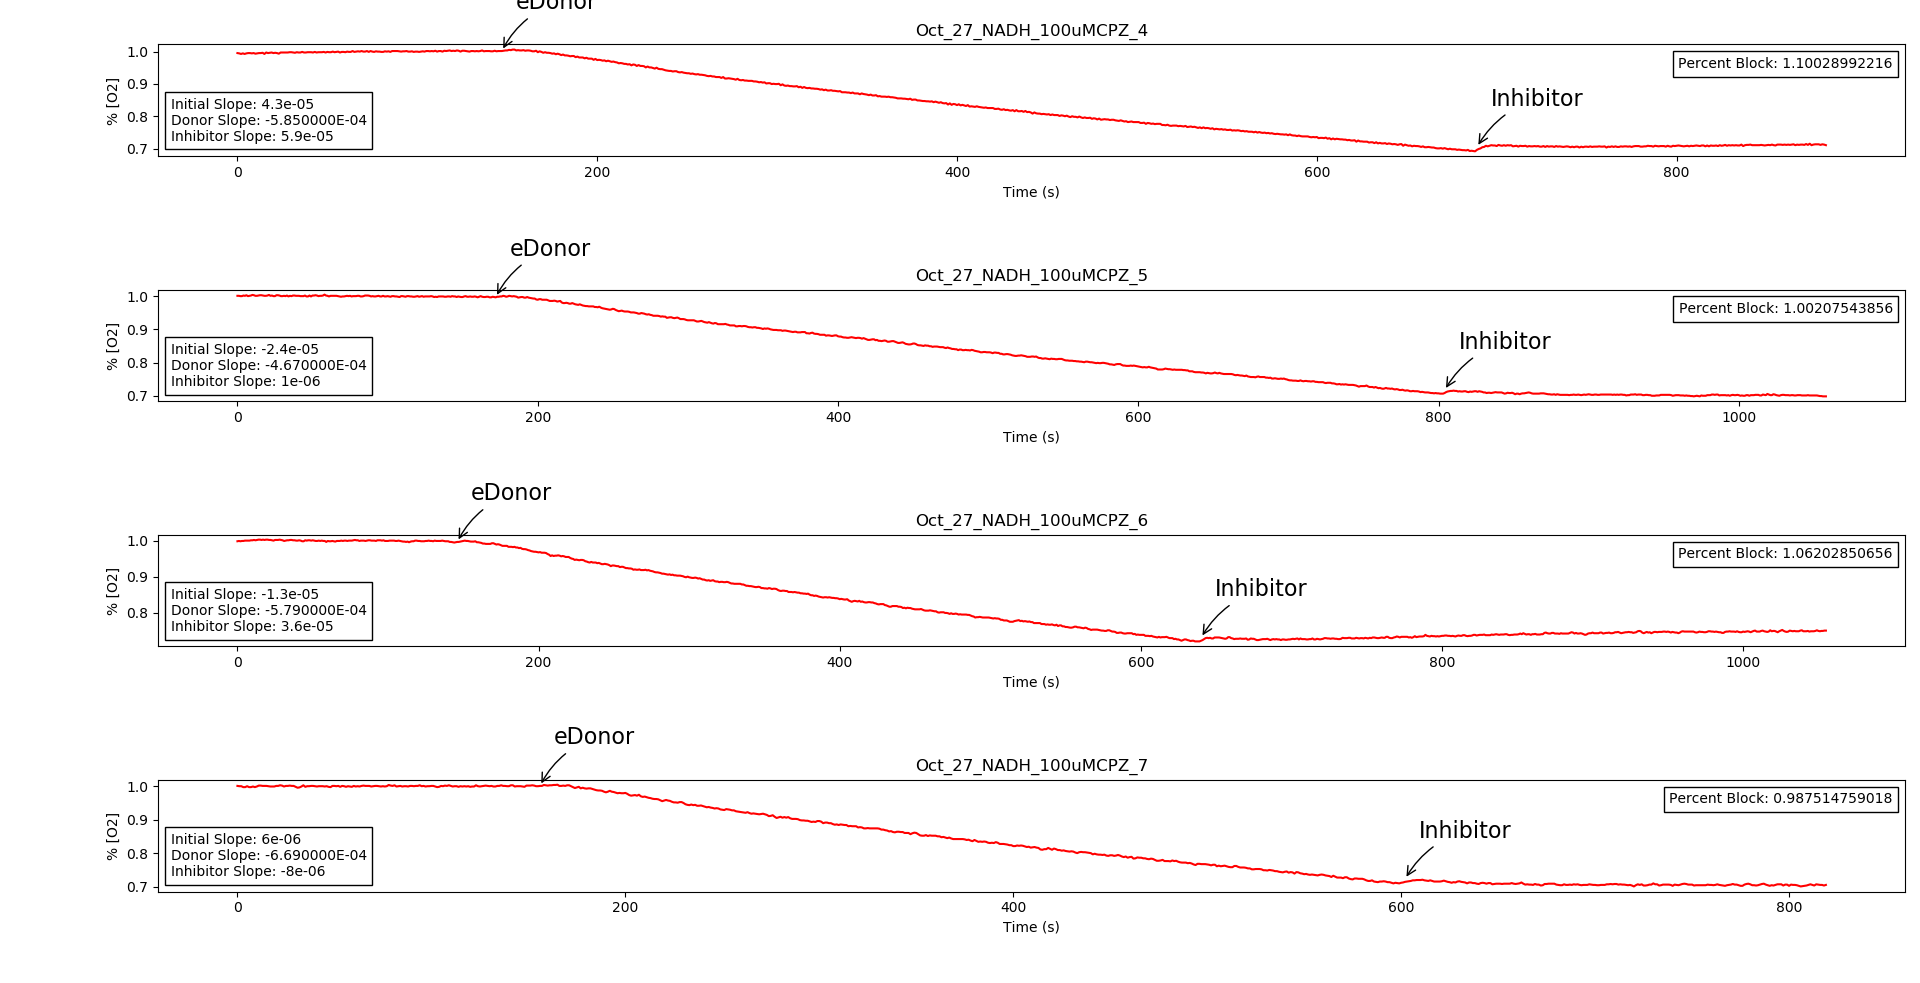 eDonor
Oct_27_NADH_100uMCPZ_4
1.0
0.9
0.8
0.7
% [O2]
Percent Block: 1.10028992216
Inhibitor
Initial Slope: 4.3e-05
Donor Slope: -5.850000E-04
Inhibitor Slope: 5.9e-05
0 200 400 600 800
Time (s)
eDonor
Oct_27_NADH_100uMCPZ_5
1.0
0.9
0.8
0.7
% [O2]
Percent Block: 1.00207543856
Inhibitor
Initial Slope: -2.4e-05
Donor Slope: -4.670000E-04
Inhibitor Slope: 1e-06
0 200 400 600 800 1000
Time (s)
eDonor
Oct_27_NADH_100uMCPZ_6
1.0
0.9
0.8
% [O2]
Percent Block: 1.06202850656
Inhibitor
Initial Slope: -1.3e-05
Donor Slope: -5.790000E-04
Inhibitor Slope: 3.6e-05
0 200 400 600 800 1000
Time (s)
eDonor
Oct_27_NADH_100uMCPZ_7
1.0
0.9
0.8
0.7
% [O2]
Percent Block: 0.987514759018
Inhibitor
Initial Slope: 6e-06
Donor Slope: -6.690000E-04
Inhibitor Slope: -8e-06
0 200 400 600 800
Time (s)